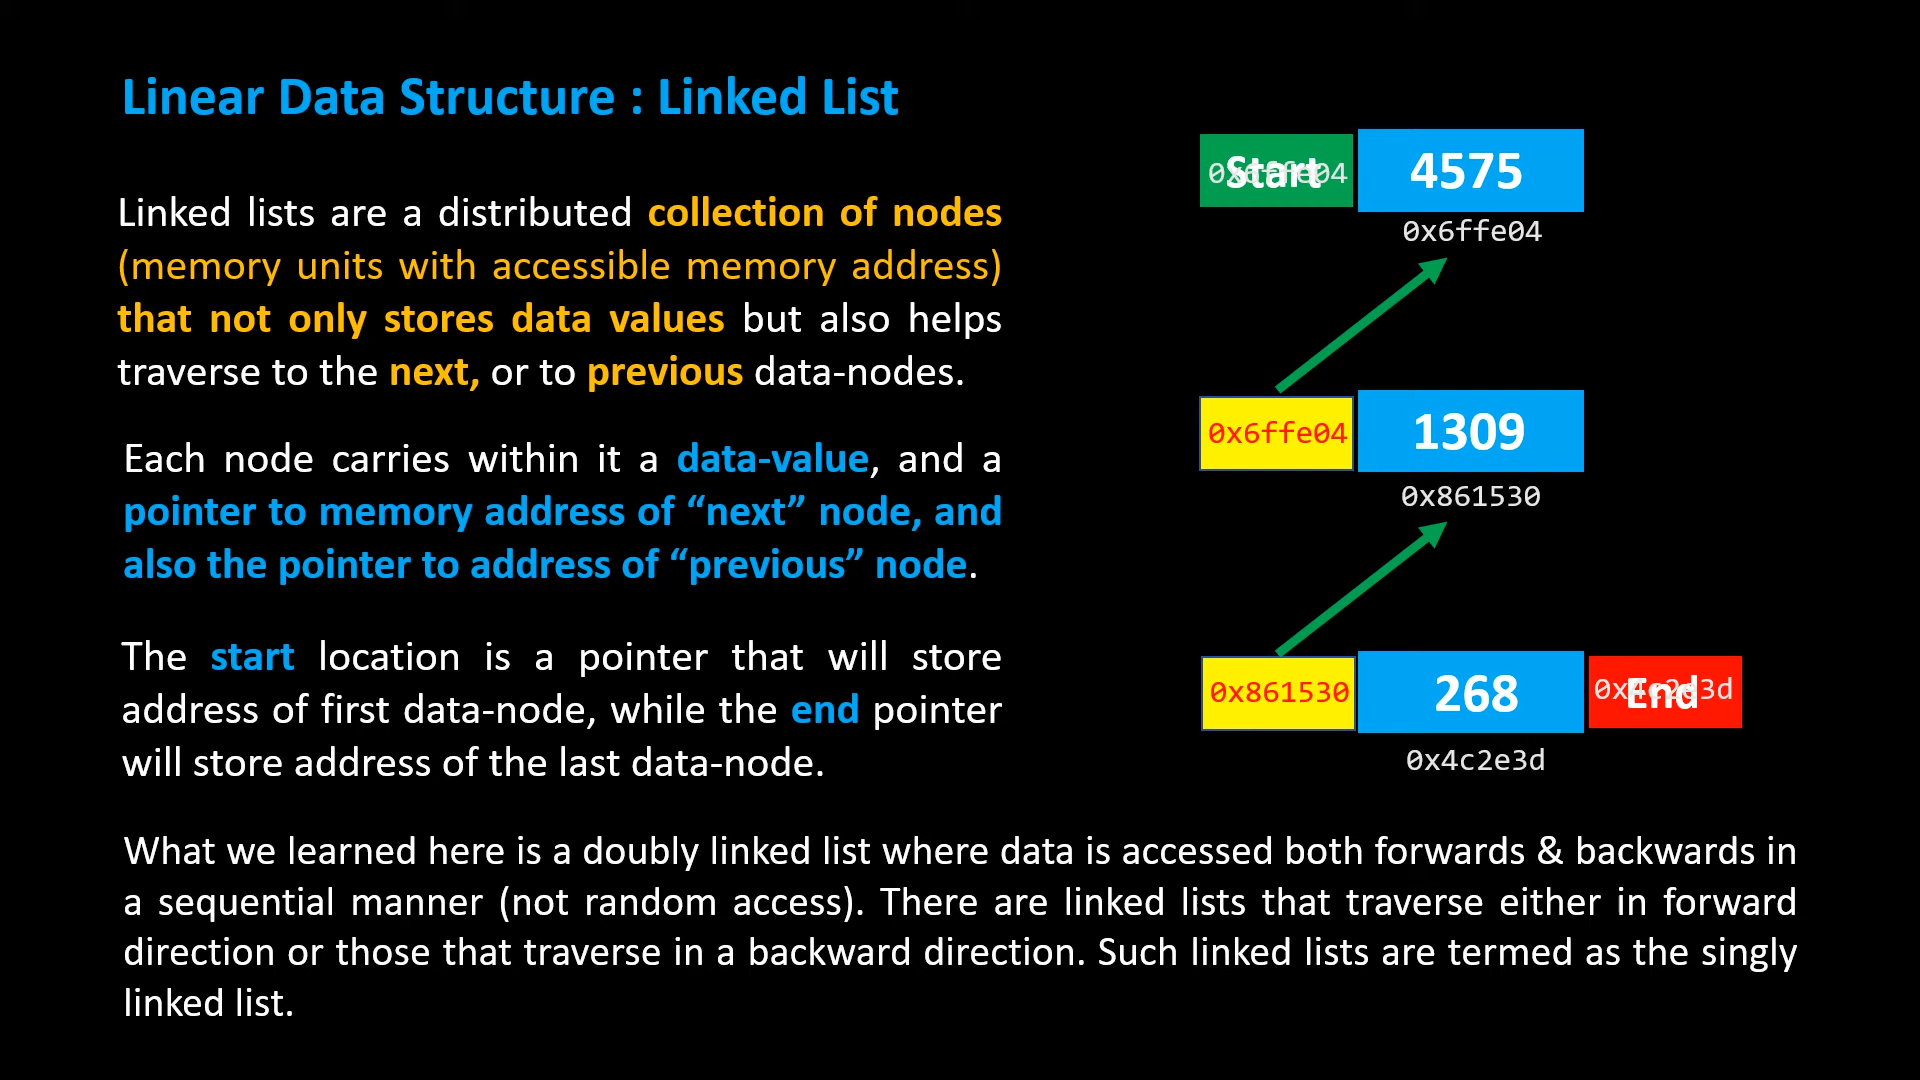 Linear Data Structure : Linked List
Linked lists are a distributed collection of nodes
(memory units with accessible memory address)
that not only stores data values but also helps
traverse to the next, or to previous data-nodes.
Each node carries within it a data-value, and a
pointer to memory address of “next” node, and
also the pointer to address of “previous” node.
The start location is a pointer that will store
address of first data-node, while the end pointer
will store address of the last data-node.
Start
0x6ffe04
4575
0x6ffe04
0x6ffe04
1309
0x861530
0x861530
268
End
0x4c2e3d
0x4c2e3d
What we learned here is a doubly linked list where data is accessed both forwards & backwards in
a sequential manner (not random access). There are linked lists that traverse either in forward
direction or those that traverse in a backward direction. Such linked lists are termed as the singly
linked list.